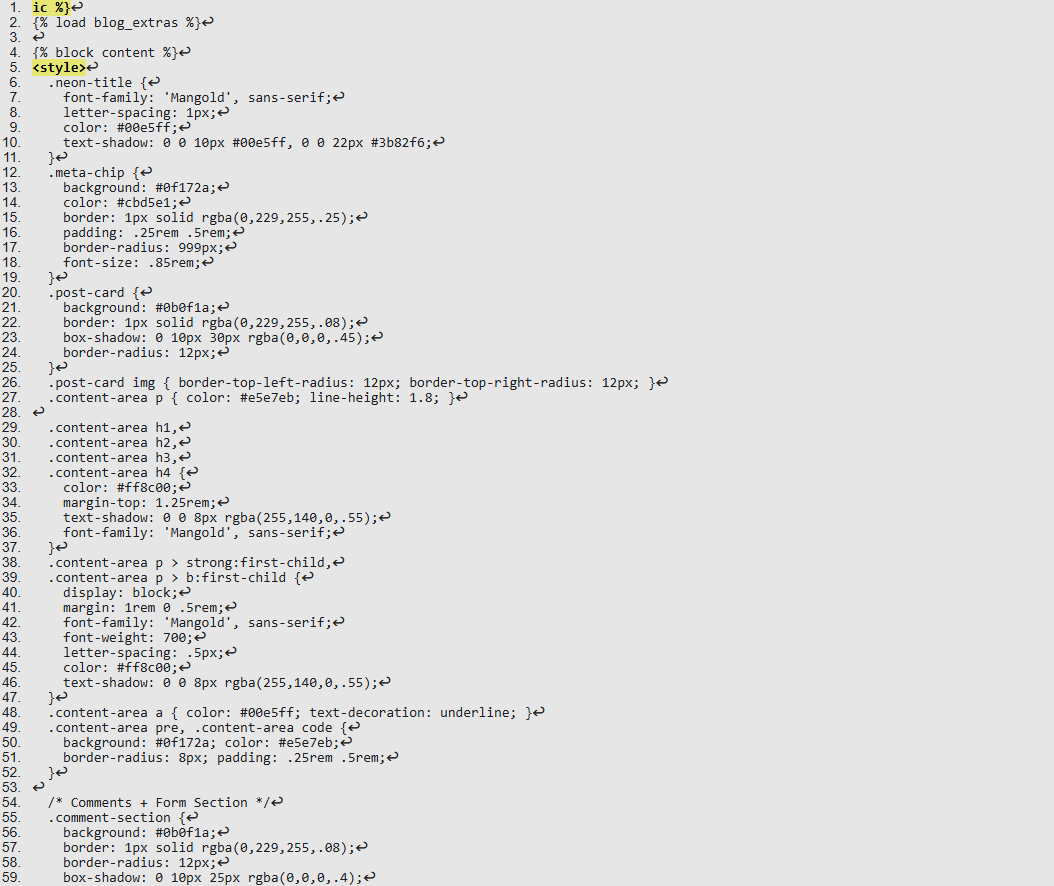 1. ic %}↩
2. {% load blog_extras %}↩
3. ↩
4. {% block content %}↩
5. <style>↩
6.   .neon-title {↩
7.     font-family: 'Mangold', sans-serif;↩
8.     letter-spacing: 1px;↩
9.     color: #00e5ff;↩
10.     text-shadow: 0 0 10px #00e5ff, 0 0 22px #3b82f6;↩
11.   }↩
12.   .meta-chip {↩
13.     background: #0f172a;↩
14.     color: #cbd5e1;↩
15.     border: 1px solid rgba(0,229,255,.25);↩
16.     padding: .25rem .5rem;↩
17.     border-radius: 999px;↩
18.     font-size: .85rem;↩
19.   }↩
20.   .post-card {↩
21.     background: #0b0f1a;↩
22.     border: 1px solid rgba(0,229,255,.08);↩
23.     box-shadow: 0 10px 30px rgba(0,0,0,.45);↩
24.     border-radius: 12px;↩
25.   }↩
26.   .post-card img { border-top-left-radius: 12px; border-top-right-radius: 12px; }↩
27.   .content-area p { color: #e5e7eb; line-height: 1.8; }↩
28. ↩
29.   .content-area h1,↩
30.   .content-area h2,↩
31.   .content-area h3,↩
32.   .content-area h4 {↩
33.     color: #ff8c00;↩
34.     margin-top: 1.25rem;↩
35.     text-shadow: 0 0 8px rgba(255,140,0,.55);↩
36.     font-family: 'Mangold', sans-serif;↩
37.   }↩
38.   .content-area p > strong:first-child,↩
39.   .content-area p > b:first-child {↩
40.     display: block;↩
41.     margin: 1rem 0 .5rem;↩
42.     font-family: 'Mangold', sans-serif;↩
43.     font-weight: 700;↩
44.     letter-spacing: .5px;↩
45.     color: #ff8c00;↩
46.     text-shadow: 0 0 8px rgba(255,140,0,.55);↩
47.   }↩
48.   .content-area a { color: #00e5ff; text-decoration: underline; }↩
49.   .content-area pre, .content-area code {↩
50.     background: #0f172a; color: #e5e7eb;↩
51.     border-radius: 8px; padding: .25rem .5rem;↩
52.   }↩
53. ↩
54.   /* Comments + Form Section */↩
55.   .comment-section {↩
56.     background: #0b0f1a;↩
57.     border: 1px solid rgba(0,229,255,.08);↩
58.     border-radius: 12px;↩
59.     box-shadow: 0 10px 25px rgba(0,0,0,.4);↩